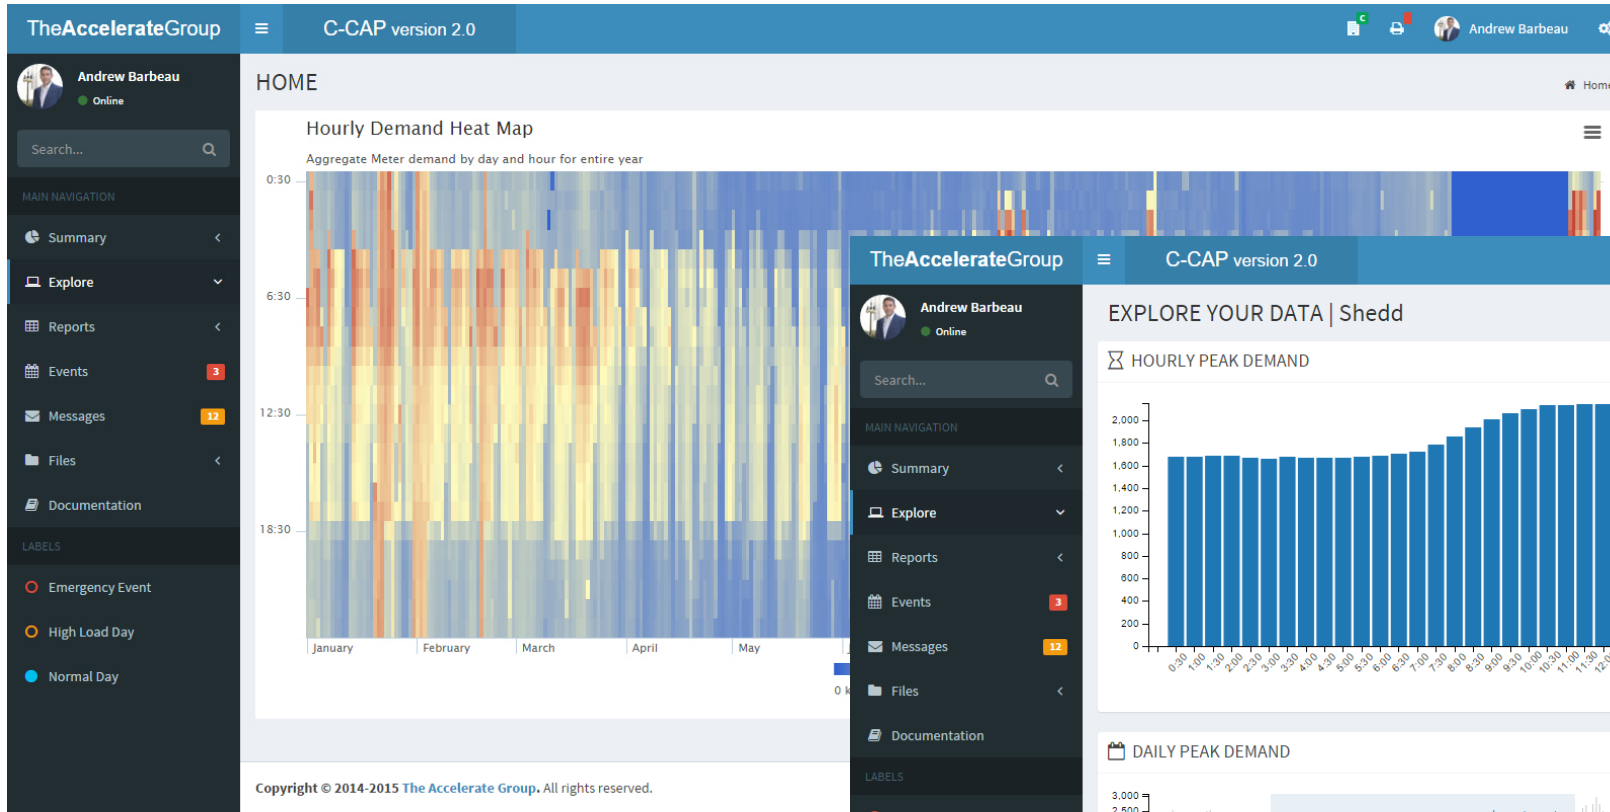 TheAccelerateGroup
C-CAP version 2.0
C
Andrew Barbeau
Andrew Barbeau
Online
Search...
MAIN NAVIGATION
Summary
Explore
Reports
Events 3
Messages 12
Files
Documentation
LABELS
Emergency Event
High Load Day
Normal Day
HOME
Home
Hourly Demand Heat Map
Aggregate Meter demand by day and hour for entire year
0:30
6:30
12:30
18:30
January February March April May
0 k
Copyright © 2014-2015 The Accelerate Group. All rights reserved.
TheAccelerateGroup
C-CAP version 2.0
Andrew Barbeau
Online
Search...
MAIN NAVIGATION
Summary
Explore
Reports
Events 3
Messages 12
Files
Documentation
LABELS
EXPLORE YOUR DATA | Shedd
HOURLY PEAK DEMAND
2,000
1,800
1,600
1,400
1,200
1,000
800
600
400
200
0
0:30 1:00 1:30 2:00 2:30 3:00 3:30 4:00 4:30 5:00 5:30 6:00 6:30 7:00 7:30 8:00 8:30 9:00 9:30 10:00 10:30 11:00 11:30 12:0
DAILY PEAK DEMAND
3,000
2,500